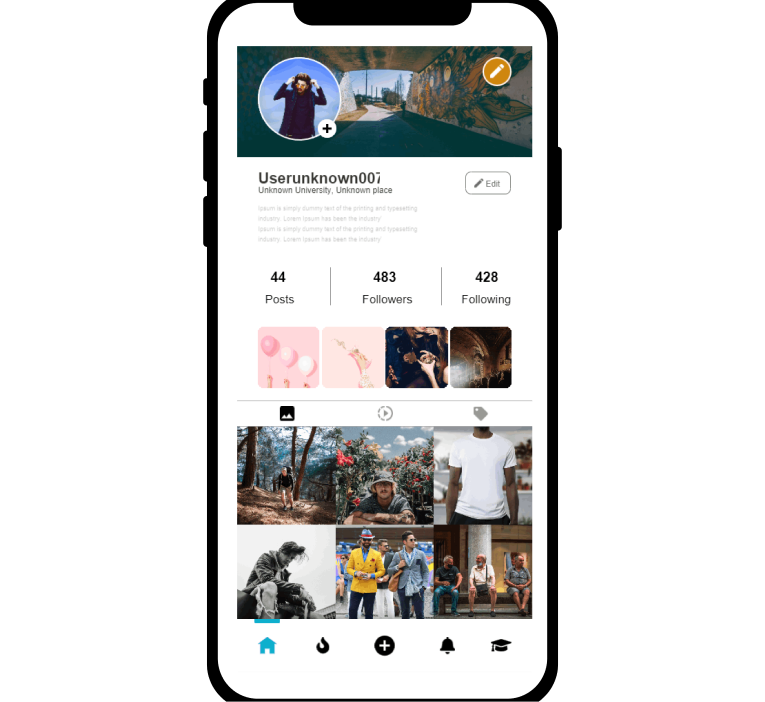 Userunknown007
Unknown University, Unknown place
Edit
Ipsum is simply dummy text of the printing and typesetting
industry. Lorem Ipsum has been the industry'
Ipsum is simply dummy text of the printing and typesetting
industry. Lorem Ipsum has been the industry'
44
483
428
Posts
Followers
Following